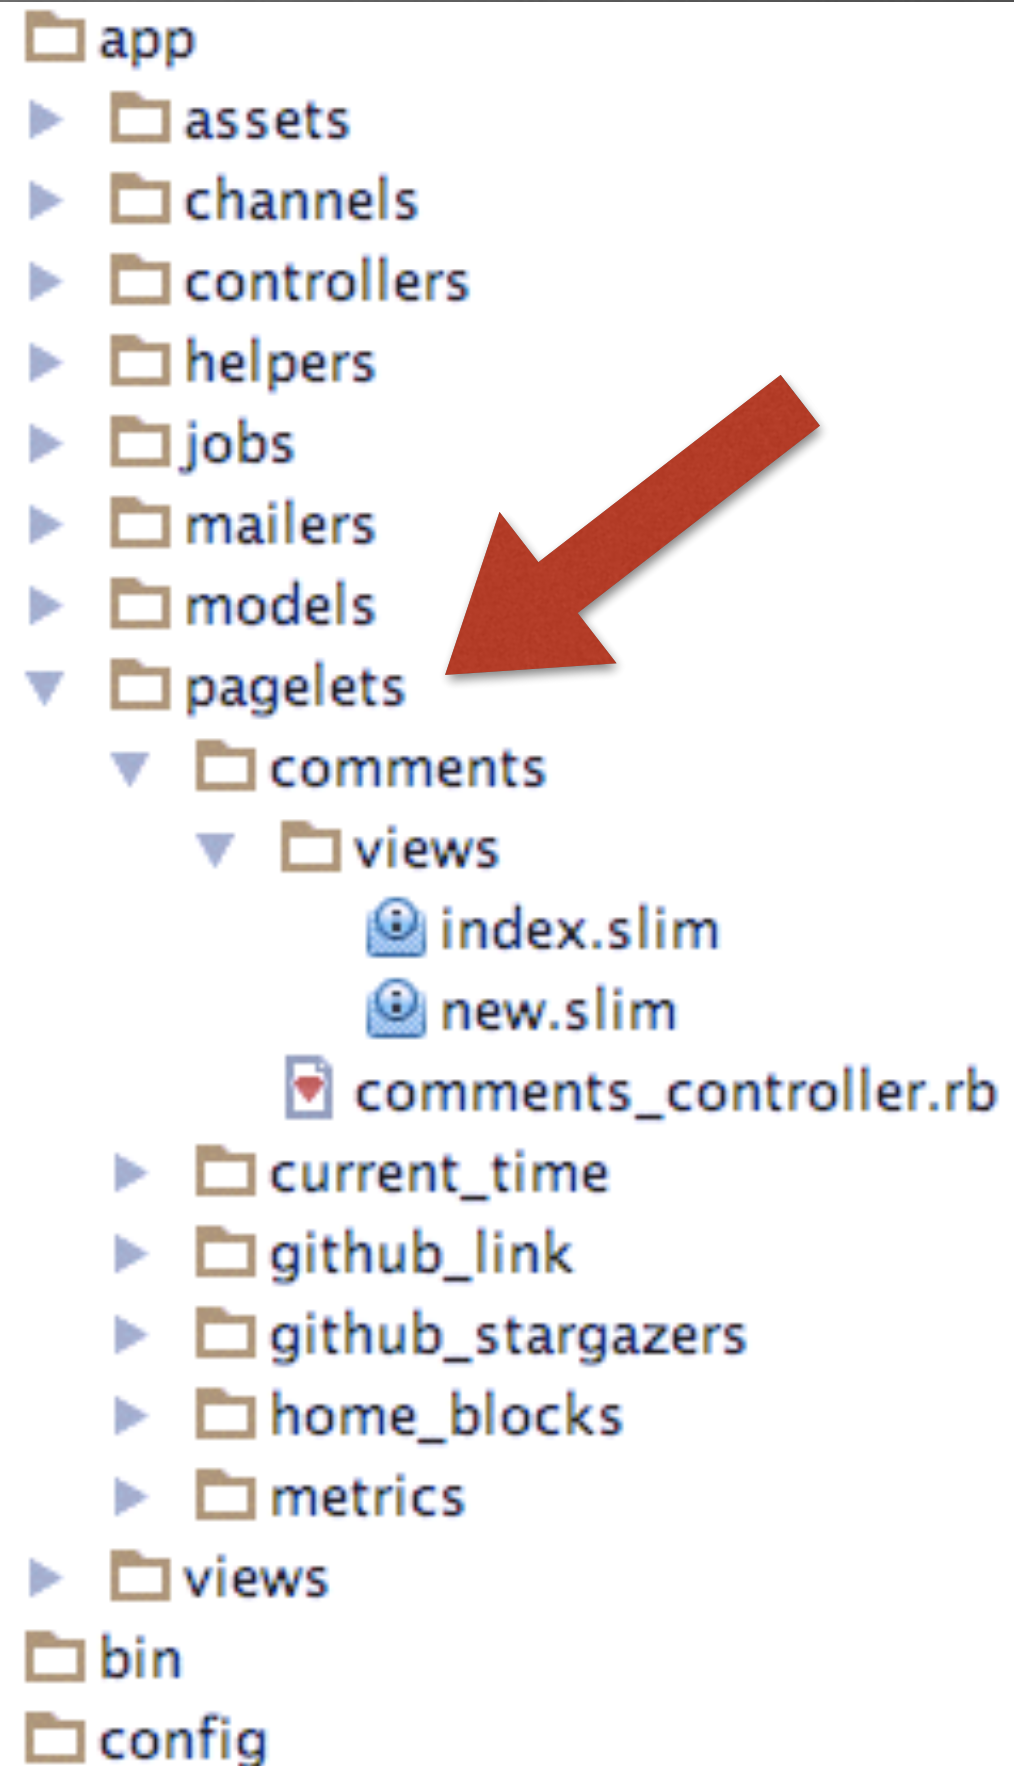 app
assets
channels
controllers
helpers
jobs
mailers
models
pagelets
comments
views
index.slim
new.slim
comments_controller.rb
current_time
github_link
github_stargazers
home_blocks
metrics
views
bin
config